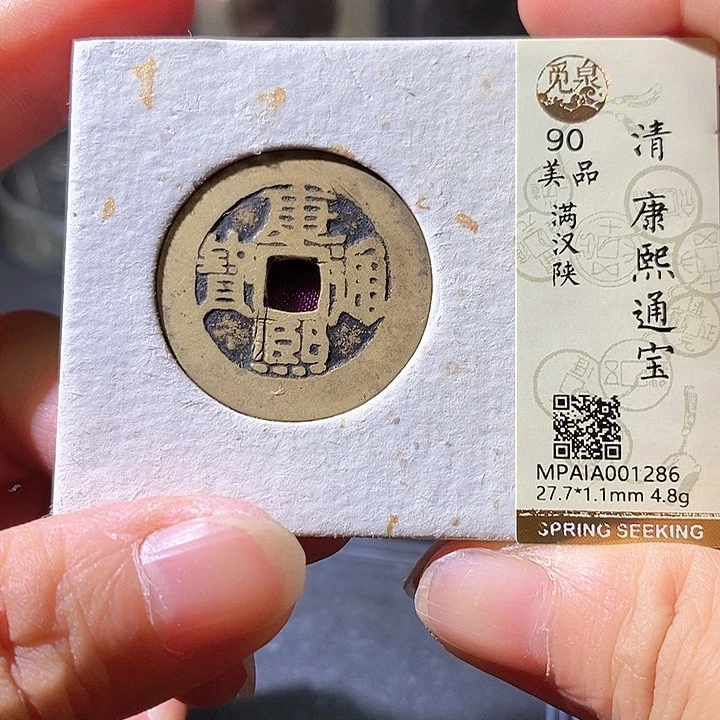 康熙通寳
觅泉
90
美品
满汉陕
清 康熙通宝
MPAIA001286
27.7*1.1mm 4.8g
SPRING SEEKING